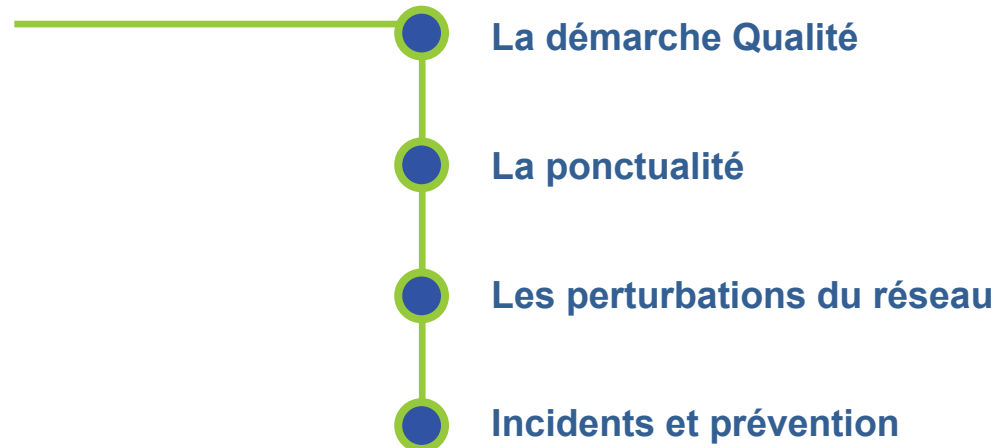 La démarche Qualité
La ponctualité
Les perturbations du réseau
Incidents et prévention